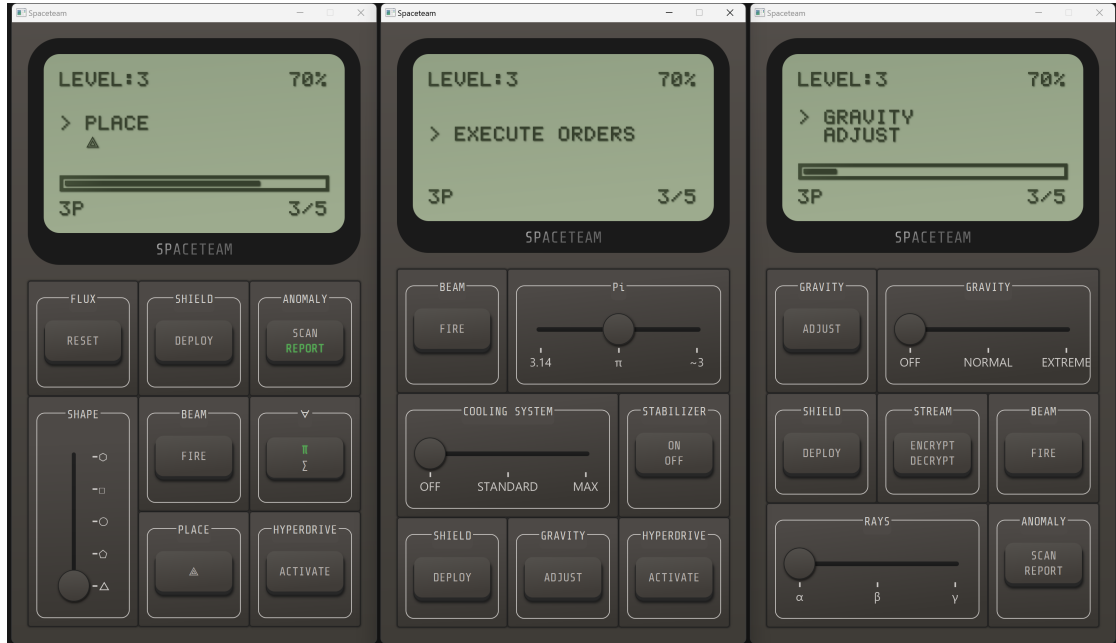 Spaceteam
LEVEL:3 70%
> PLACE
◬
3P 3/5
SPACETEAM
FLUX
RESET
SHIELD
DEPLOY
ANOMALY
SCAN
REPORT
SHAPE
BEAM
FIRE
∀
π
Σ
PLACE
◬
HYPERDRIVE
ACTIVATE
Spaceteam
LEVEL:3 70%
> EXECUTE ORDERS
3P 3/5
SPACETEAM
BEAM
FIRE
Pi
3.14 π ~3
COOLING SYSTEM
OFF STANDARD MAX
STABILIZER
ON
OFF
SHIELD
DEPLOY
GRAVITY
ADJUST
HYPERDRIVE
ACTIVATE
Spaceteam
LEVEL:3 70%
> GRAVITY
ADJUST
3P 3/5
SPACETEAM
GRAVITY
ADJUST
GRAVITY
OFF NORMAL EXTREME
SHIELD
DEPLOY
STREAM
ENCRYPT
DECRYPT
BEAM
FIRE
RAYS
α β γ
ANOMALY
SCAN
REPORT